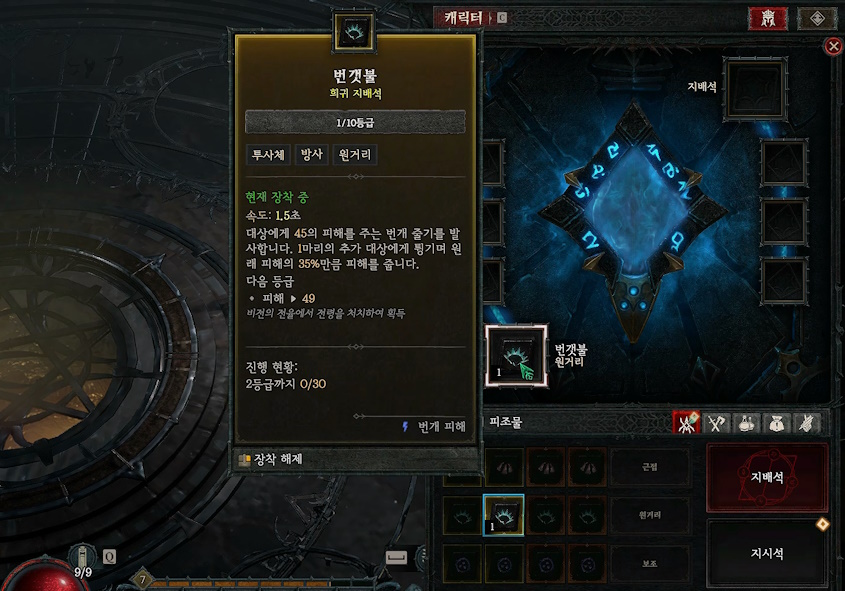 캐릭터 C
번갯불
희귀 지배석
1/10등급
투사체 방사 원거리
현재 장착 중
속도: 1.5초
대상에게 45의 피해를 주는 번개 줄기를 발
사합니다. 1마리의 추가 대상에게 튕기며 원
래 피해의 35%만큼 피해를 줍니다.
다음 등급
피해 ▶ 49
비전의 전율에서 전령을 처치하여 획득
진행 현황:
2등급까지 0/30
번개 피해
장착 해제
지배석
1
번갯불
원거리
피조물
근접
1
원거리
보조
지배석
지시석
Q
9/9
7